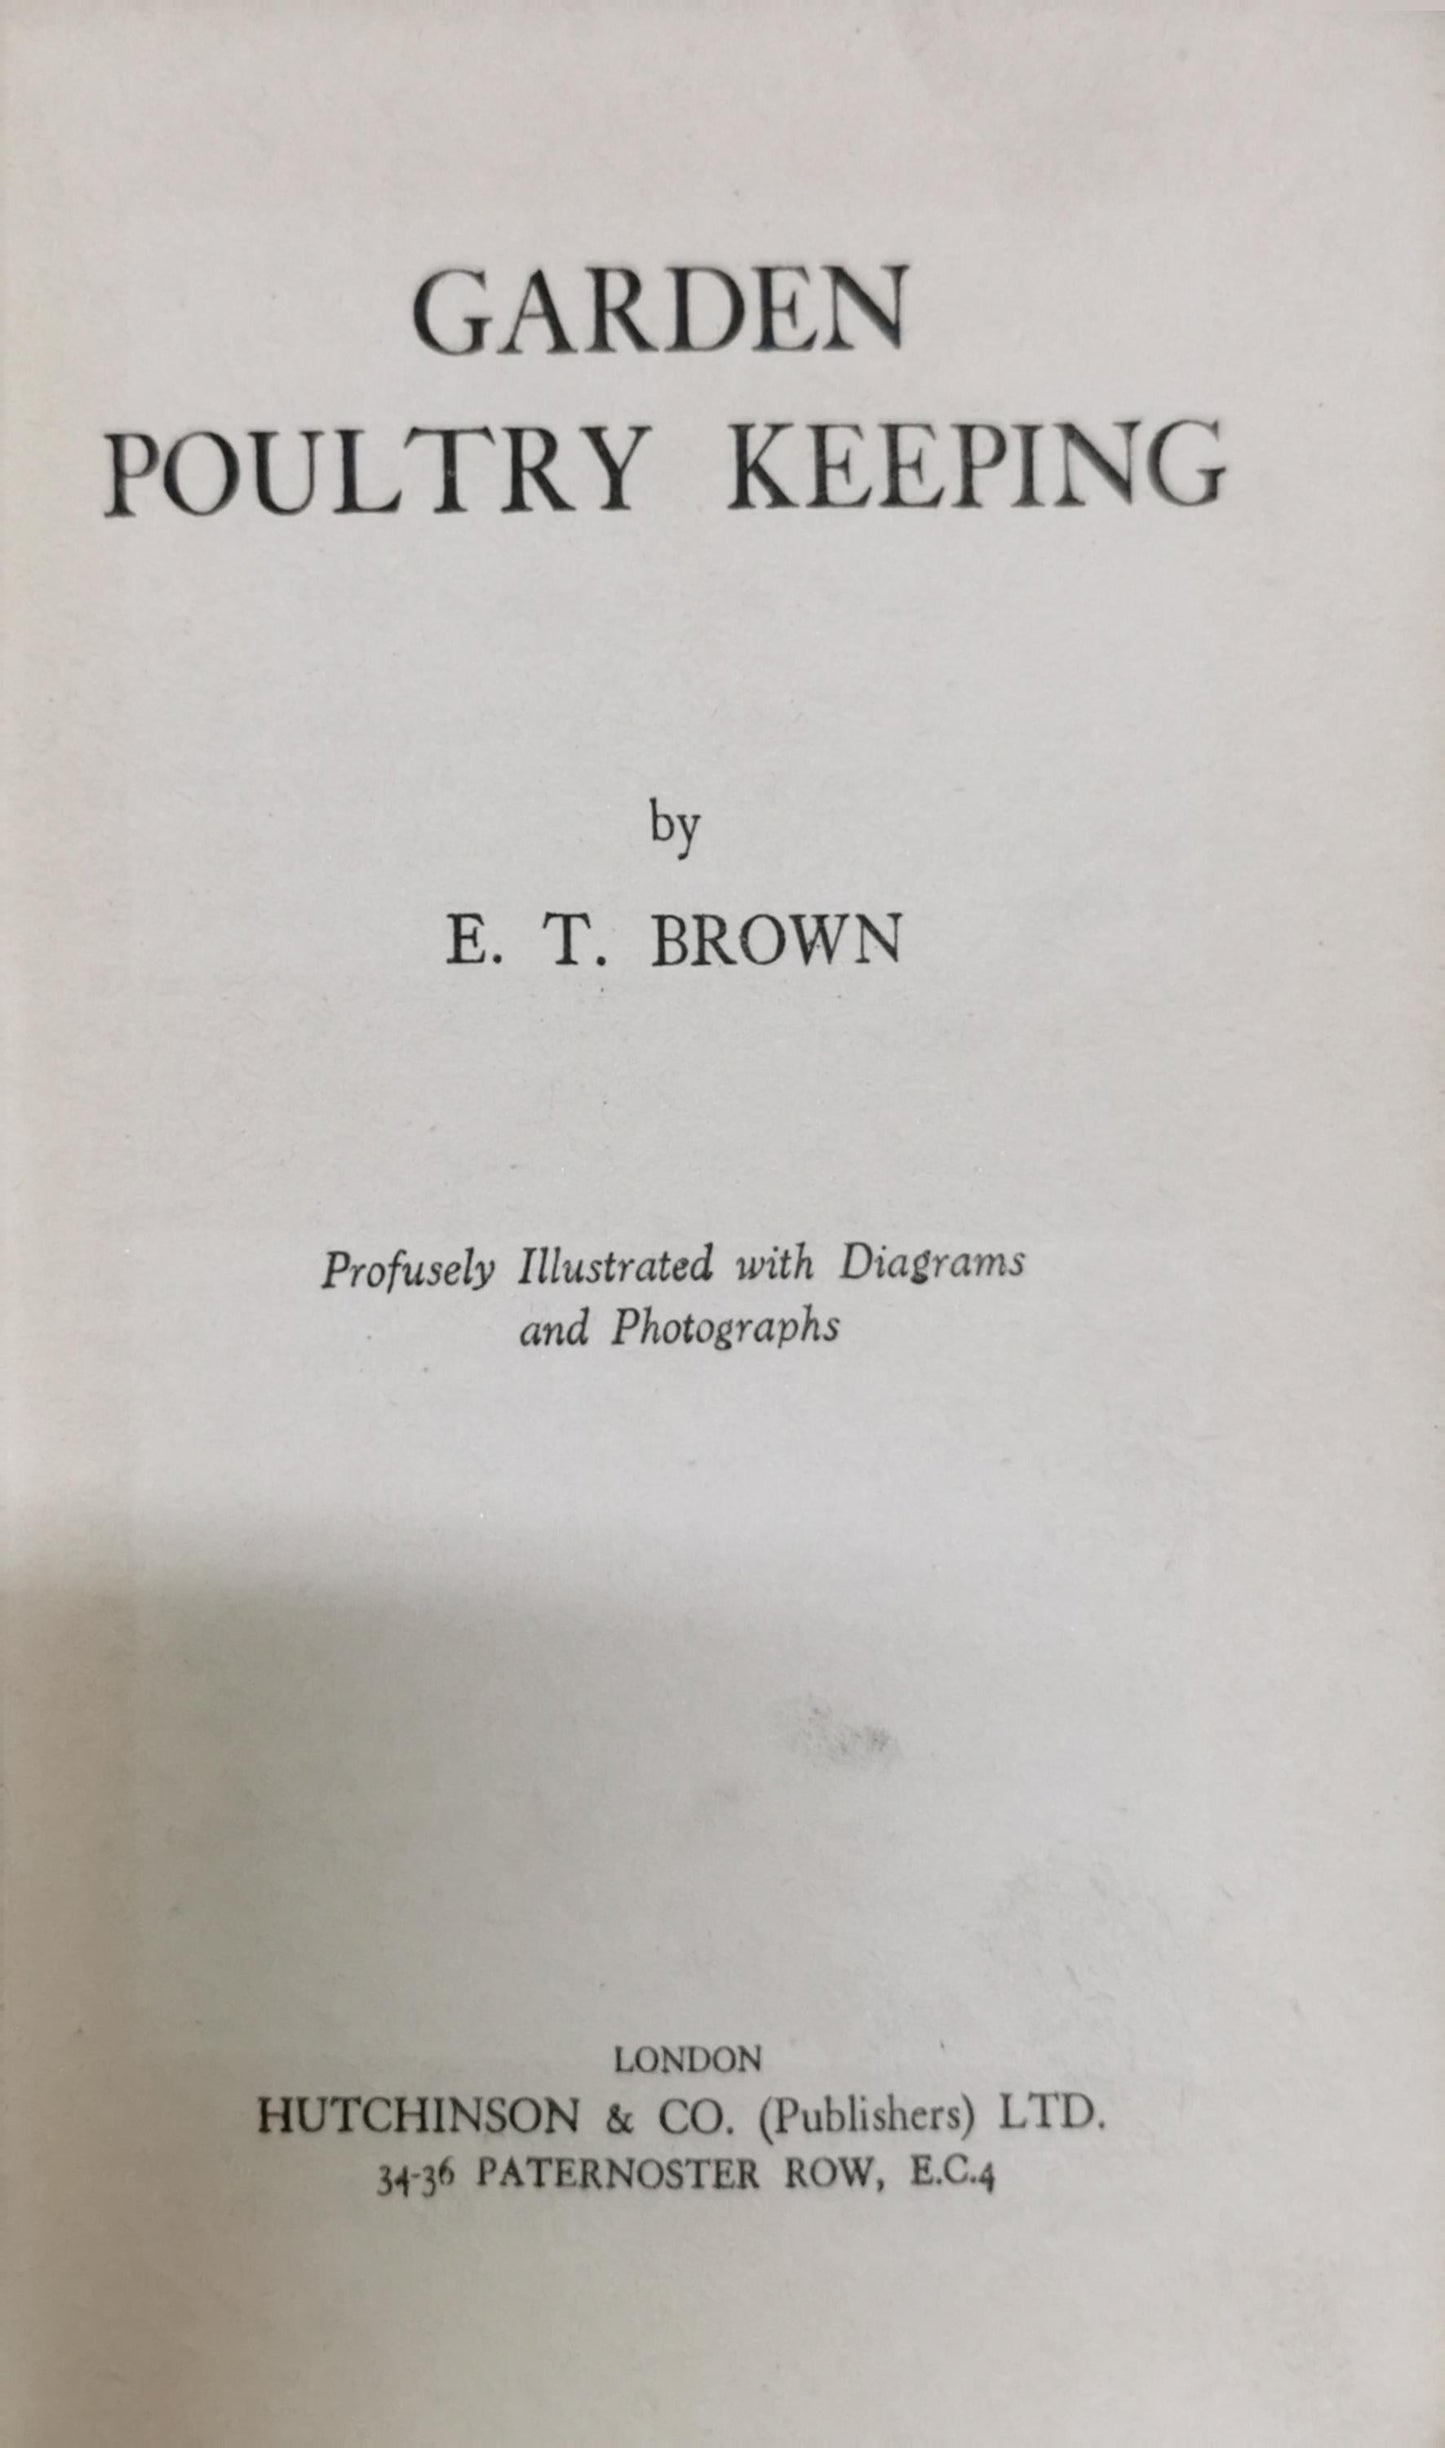 GARDEN
POULTRY KEEPING
by
E. T. BROWN
Profusely Illustrated with Diagrams
and Photographs
LONDON
HUTCHINSON & CO. (Publishers) LTD.
34-36 PATERNOSTER ROW, E.C.4